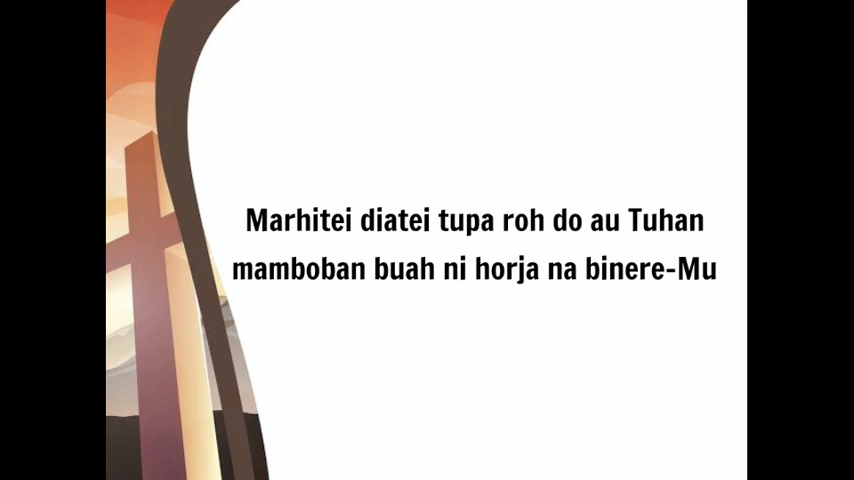 Marhitei diatei tupa roh do au Tuhan
mamboban buah ni horja na binere-Mu